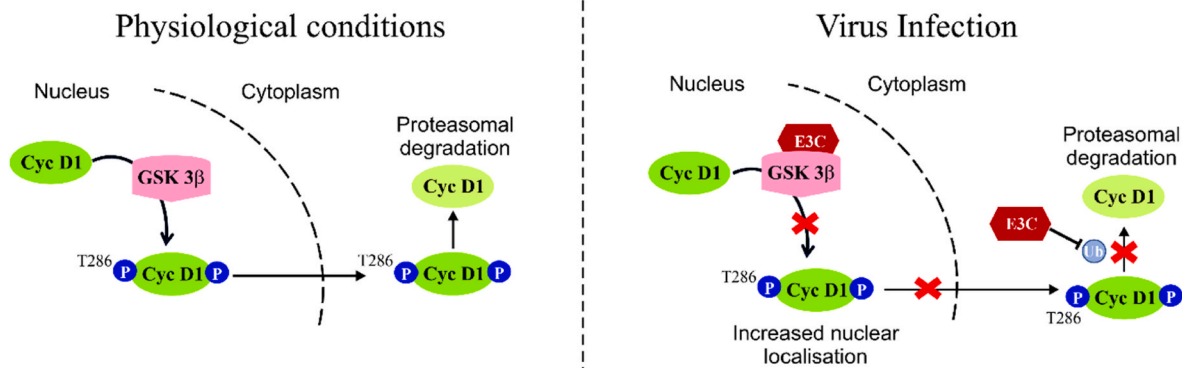 Physiological conditions
Nucleus
Cytoplasm
Cyc D1
GSK 3β
T286
P
Cyc D1
P
Proteasomal
degradation
Cyc D1
T286
P
Cyc D1
P
Virus Infection
Nucleus
Cytoplasm
E3C
Cyc D1
GSK 3β
T286
P
Cyc D1
P
Increased nuclear
localisation
Proteasomal
degradation
Cyc D1
E3C
Ub
P
Cyc D1
P
T286